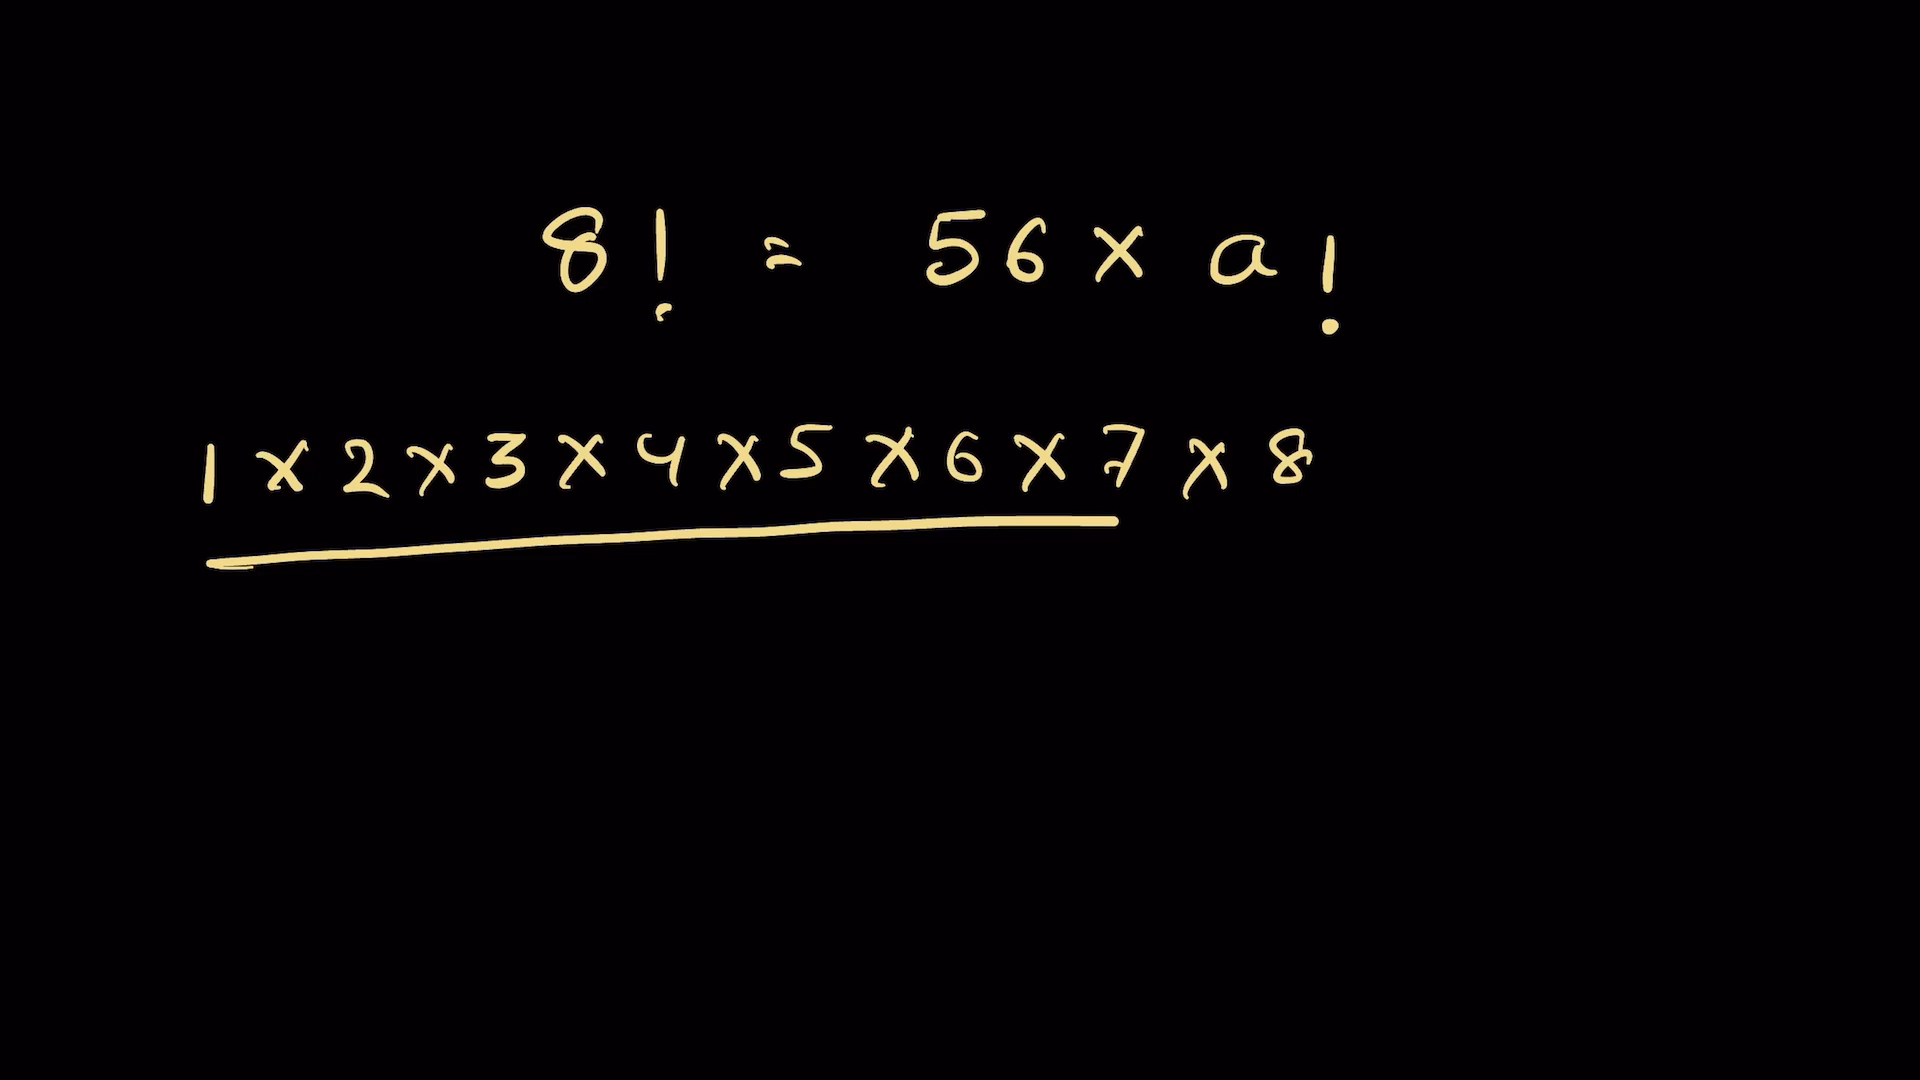 8! = 56 × a!
1 × 2 × 3 × 4 × 5 × 6 × 7 × 8